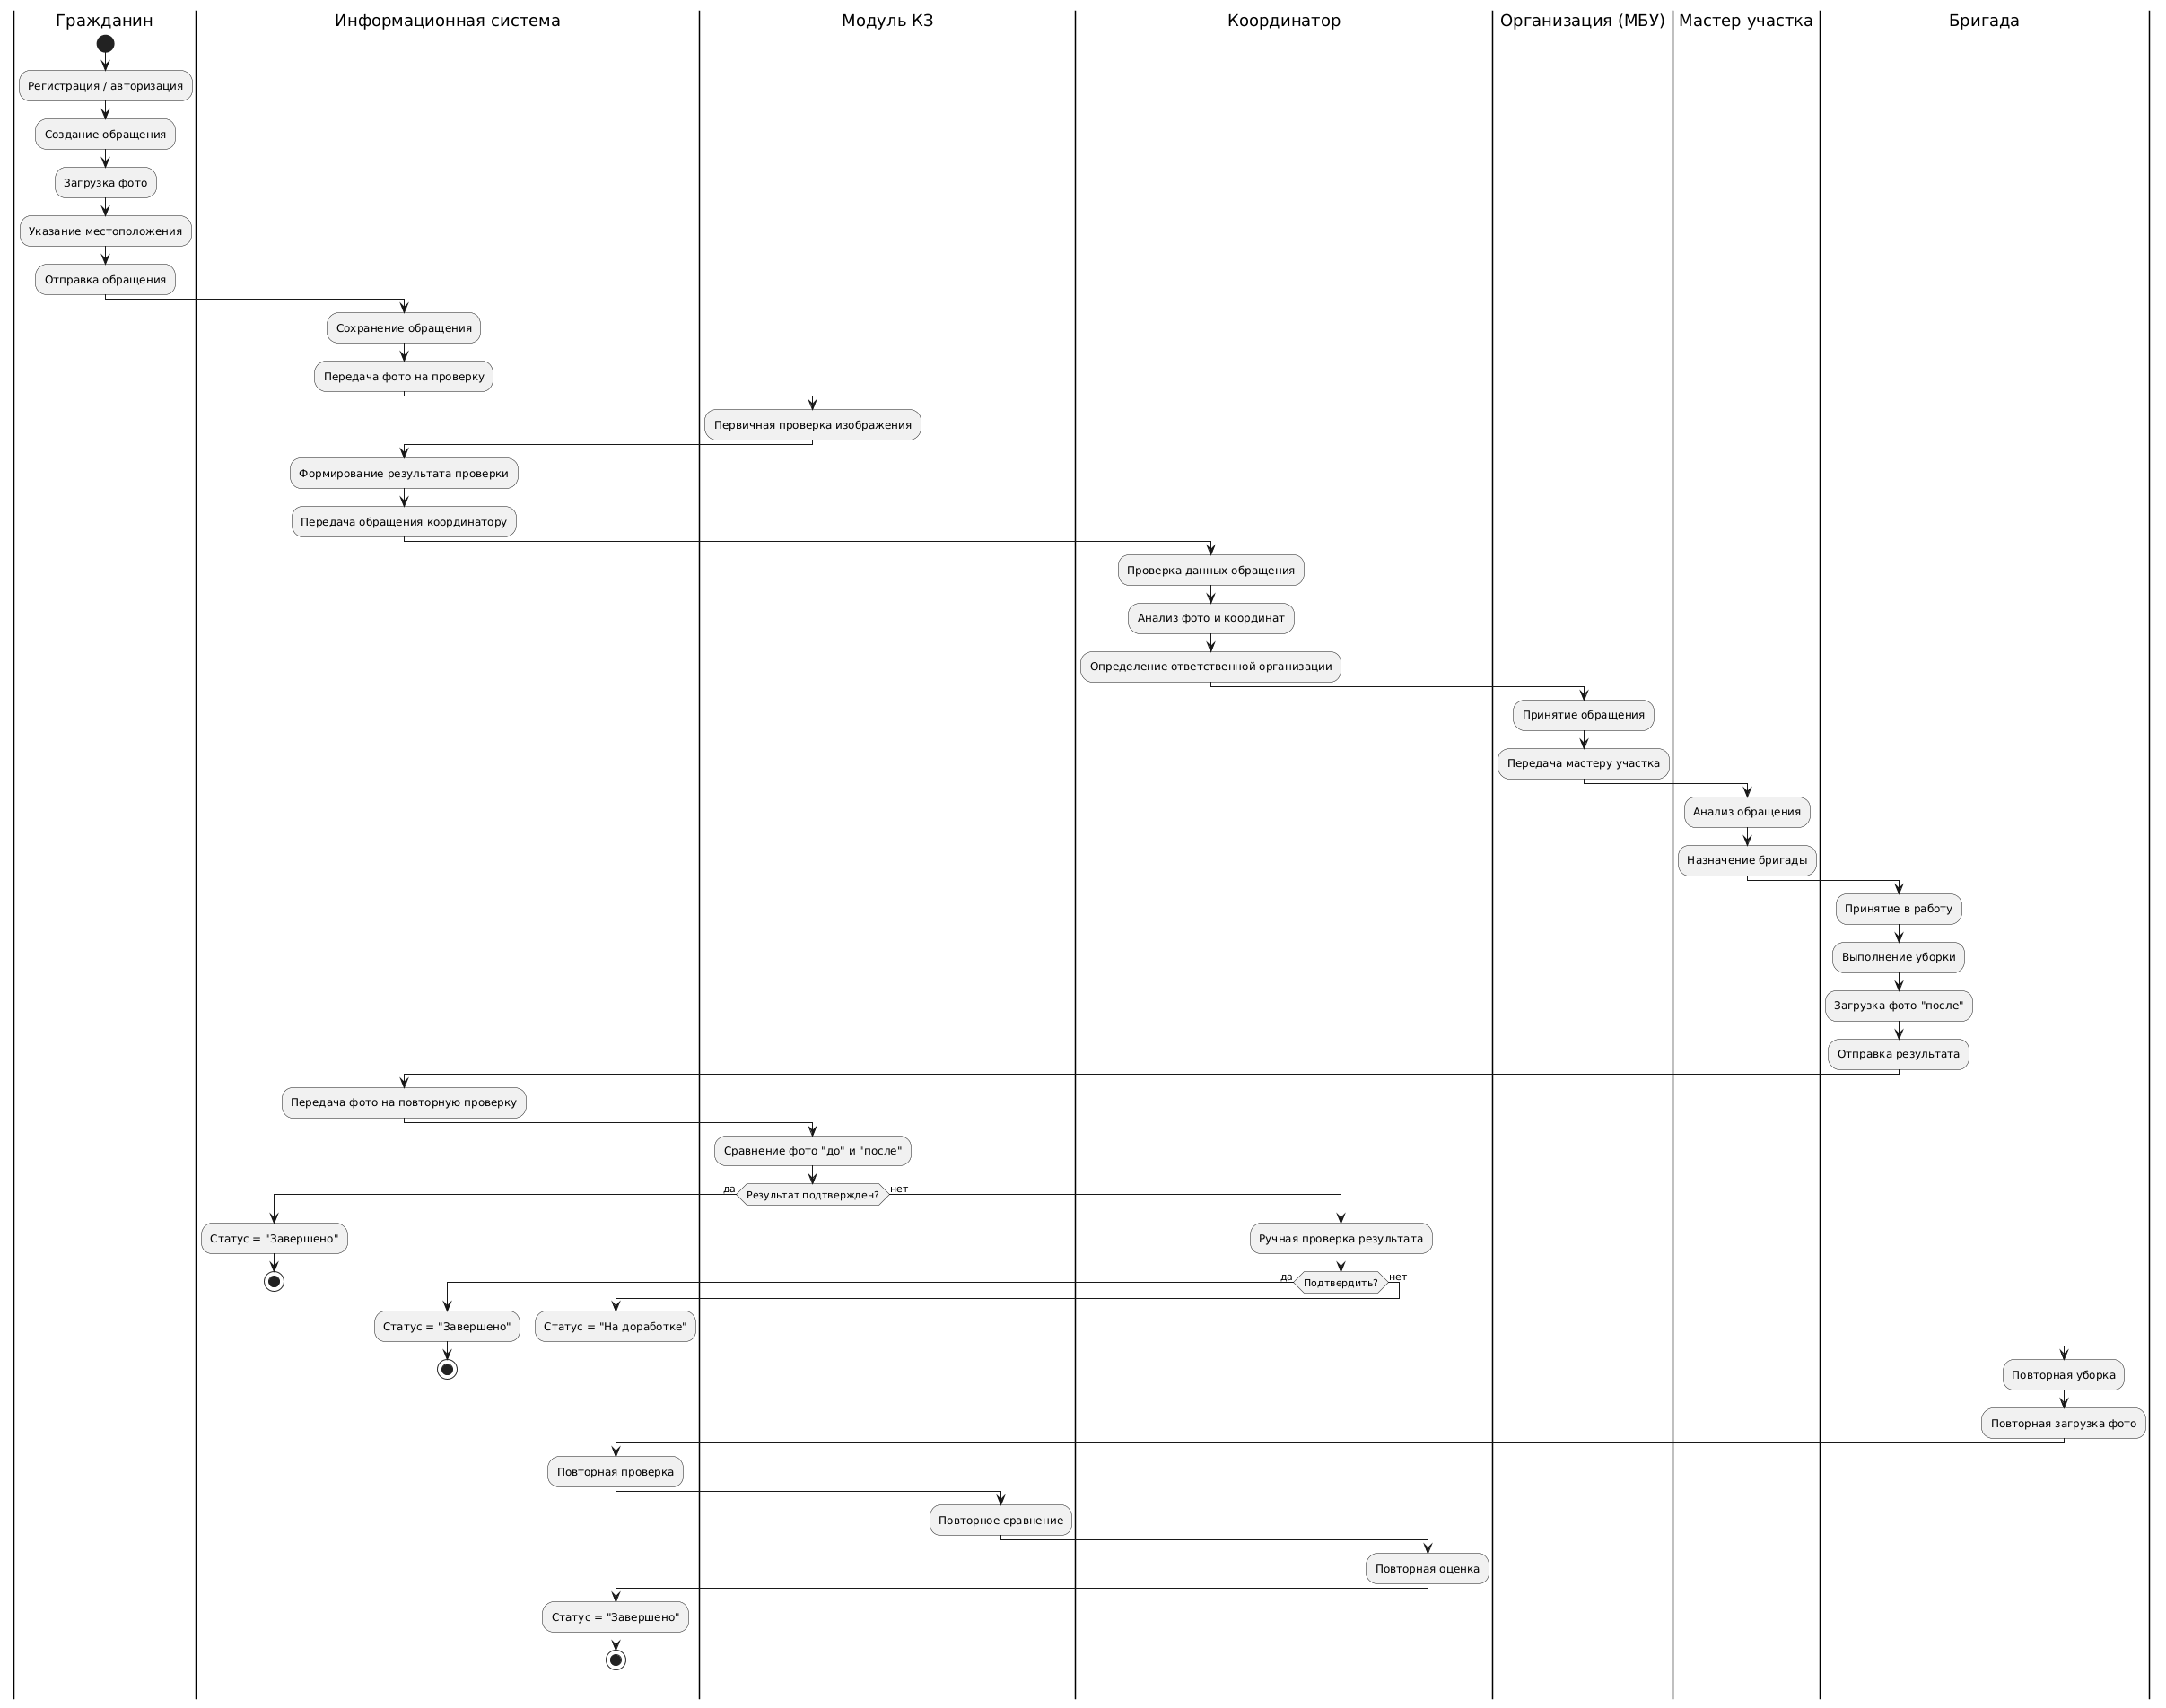 Гражданин
Информационная система
Модуль КЗ
Координатор
Организация (МБУ)
Мастер участка
Бригада
Регистрация / авторизация
Создание обращения
Загрузка фото
Указание местоположения
Отправка обращения
Сохранение обращения
Передача фото на проверку
Первичная проверка изображения
Формирование результата проверки
Передача обращения координатору
Проверка данных обращения
Анализ фото и координат
Определение ответственной организации
Принятие обращения
Передача мастеру участка
Анализ обращения
Назначение бригады
Принятие в работу
Выполнение уборки
Загрузка фото "после"
Отправка результата
Передача фото на повторную проверку
Сравнение фото "до" и "после"
да
Результат подтвержден?
нет
Статус = "Завершено"
Ручная проверка результата
да
Подтвердить?
нет
Статус = "Завершено"
Статус = "На доработке"
Повторная уборка
Повторная загрузка фото
Повторная проверка
Повторное сравнение
Повторная оценка
Статус = "Завершено"